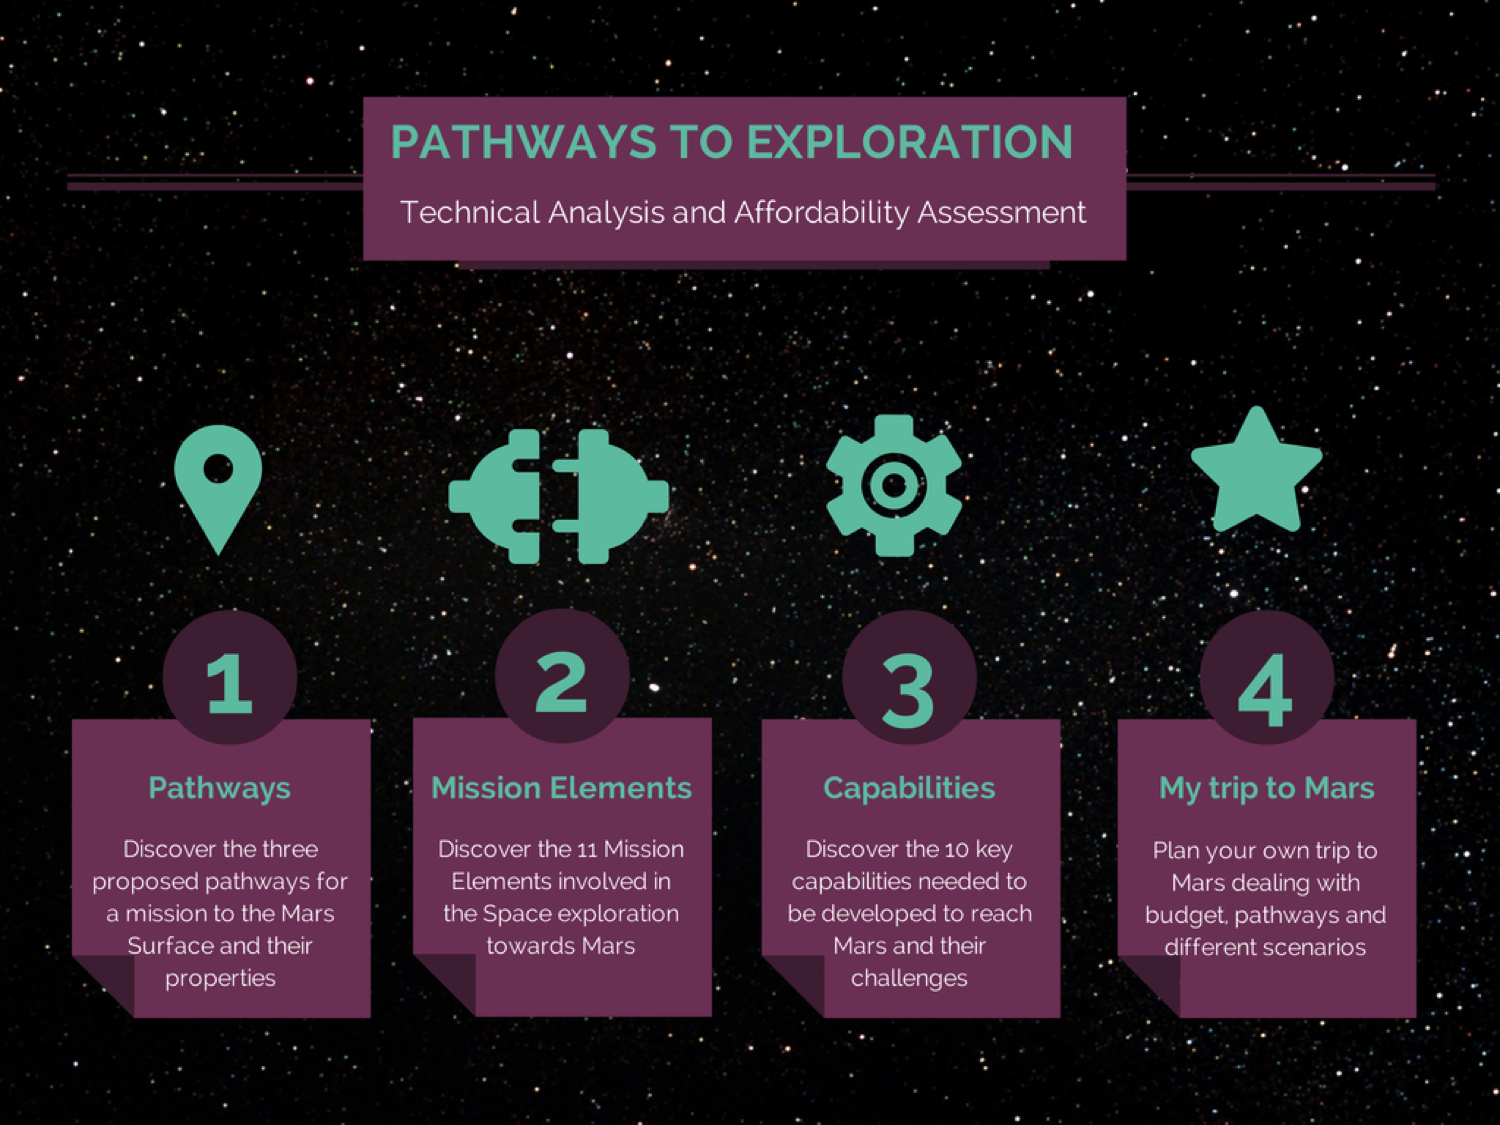 PATHWAYS TO EXPLORATION
Technical Analysis and Affordability Assessment
1
Pathways
Discover the three
proposed pathways for
a mission to the Mars
Surface and their
properties
2
Mission Elements
Discover the 11 Mission
Elements involved in
the Space exploration
towards Mars
3
Capabilities
Discover the 10 key
capabilities needed to
be developed to reach
Mars and their
challenges
4
My trip to Mars
Plan your own trip to
Mars dealing with
budget, pathways and
different scenarios